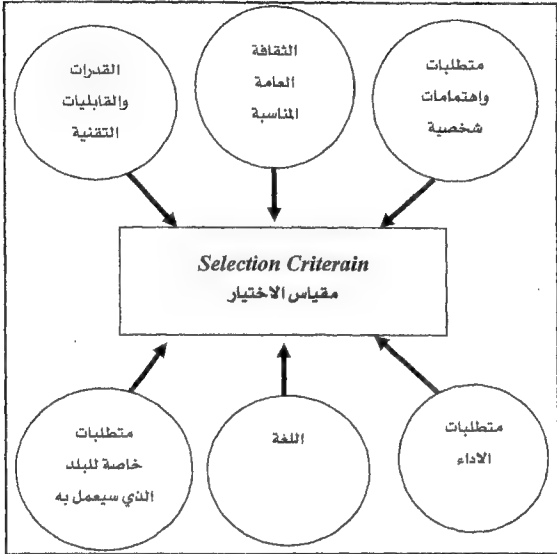 متطلبات
واهتمامات
شخصية
الثقافة
العامة
المناسبة
القدرات
والقابليات
التقنية
Selection Criterain
مقياس الاختيار
متطلبات
الاداء
اللغة
متطلبات
خاصة للبلد
الذي سيعمل به